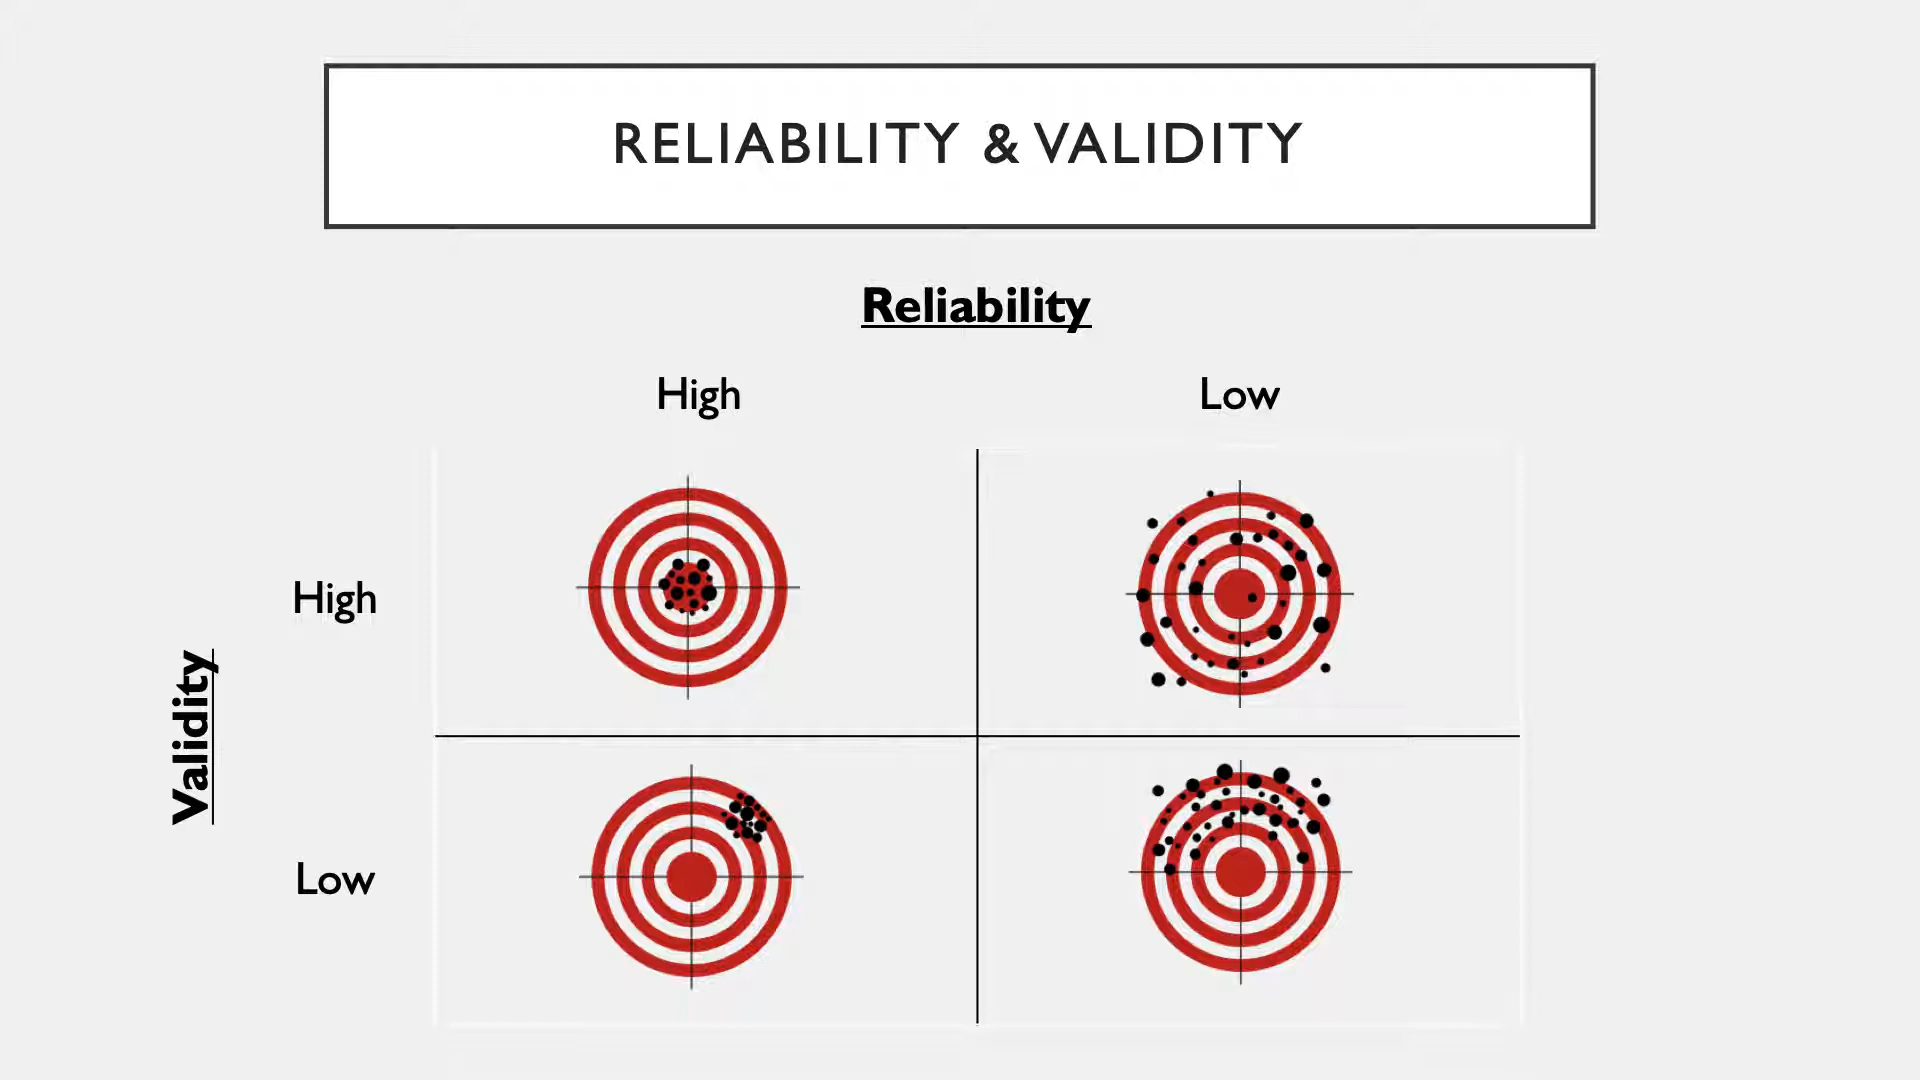 RELIABILITY & VALIDITY
Reliability
High
Low
High
Validity
Low